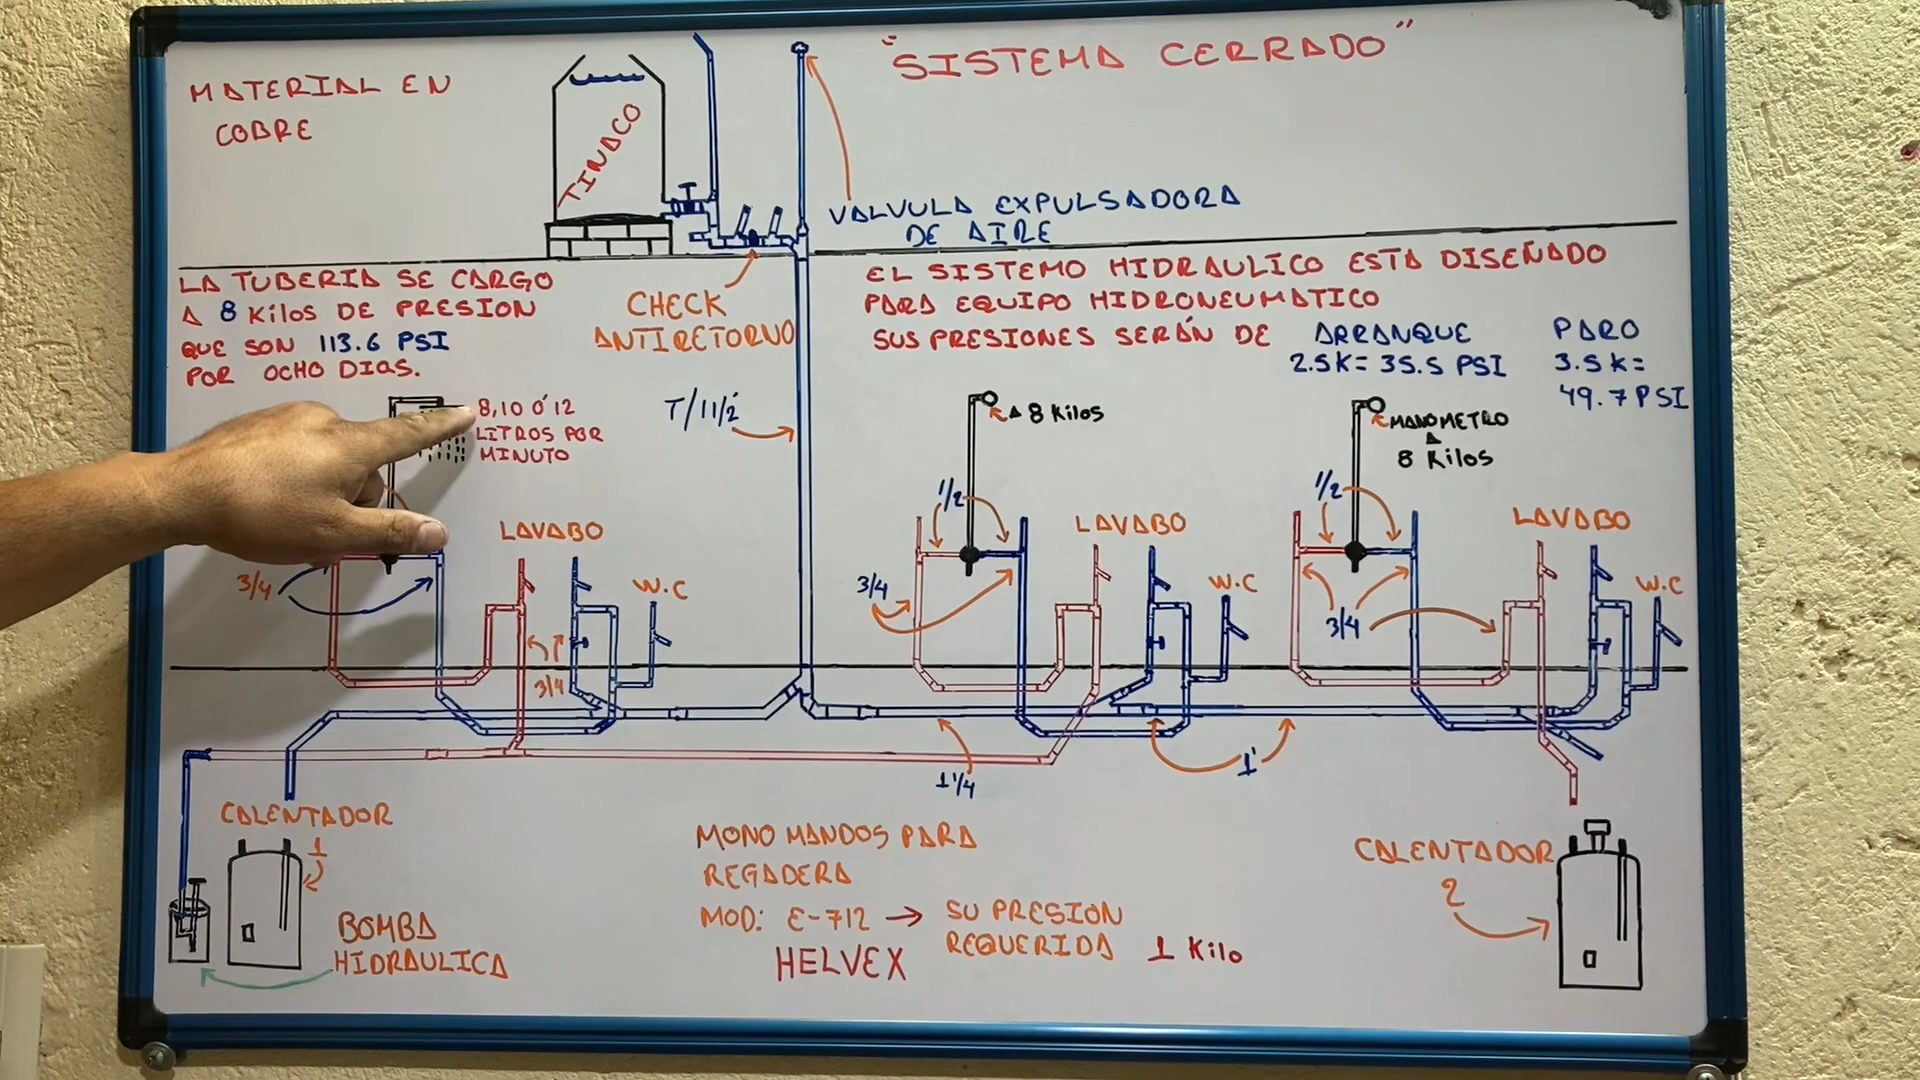 "SISTEMA CERRADO"
MATERIAL EN
COBRE
TINACO
VALVULA EXPULSADORA
DE AIRE
LA TUBERIA SE CARGO
A 8 KILOS DE PRESION
QUE SON 113.6 PSI
POR OCHO DIAS.
CHECK
ANTIRETORNO
EL SISTEMO HIDRAULICO ESTA DISEÑADO
PARA EQUIPO HIDRONEUMATICO
SUS PRESIONES SERÁN DE
ARRANQUE
2.5K= 35.5 PSI
PARO
3.5K=
49.7 PSI
8,10 Ó 12
LITROS POR
MINUTO
T/11/2"
A 8 KILOS
MANOMETRO
A
8 KILOS
1/2
1/2
LAVABO
LAVABO
LAVABO
3/4
W.C
3/4
W.C
3/4
W.C
3/4
1 1/4
1"
CALENTADOR
1
BOMBA
HIDRAULICA
MONO MANDOS PARA
REGADERA
MOD: E-712 → SU PRESION
REQUERIDA 1 KILO
HELVEX
CALENTADOR
2